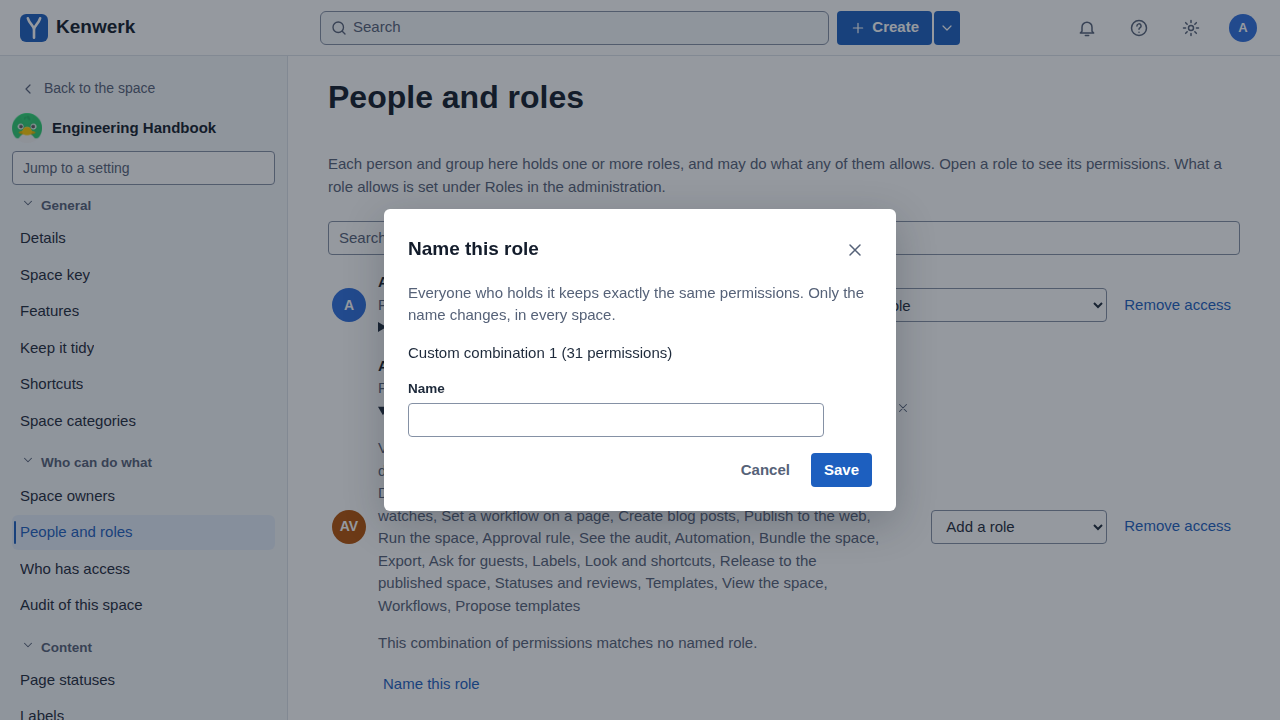 Kenwerk
Search
Create
A
Back to the space
Engineering Handbook
Jump to a setting
General
Details
Space key
Features
Keep it tidy
Shortcuts
Space categories
Who can do what
Space owners
People and roles
Who has access
Audit of this space
Content
Page statuses
Labels
People and roles
Each person and group here holds one or more roles, and may do what any of them allows. Open a role to see its permissions. What a
role allows is set under Roles in the administration.
Search
A
Remove access
Name this role
Everyone who holds it keeps exactly the same permissions. Only the
name changes, in every space.
Custom combination 1 (31 permissions)
Name
Cancel
Save
AV
watches, Set a workflow on a page, Create blog posts, Publish to the web,
Run the space, Approval rule, See the audit, Automation, Bundle the space,
Export, Ask for guests, Labels, Look and shortcuts, Release to the
published space, Statuses and reviews, Templates, View the space,
Workflows, Propose templates
Add a role
Remove access
This combination of permissions matches no named role.
Name this role